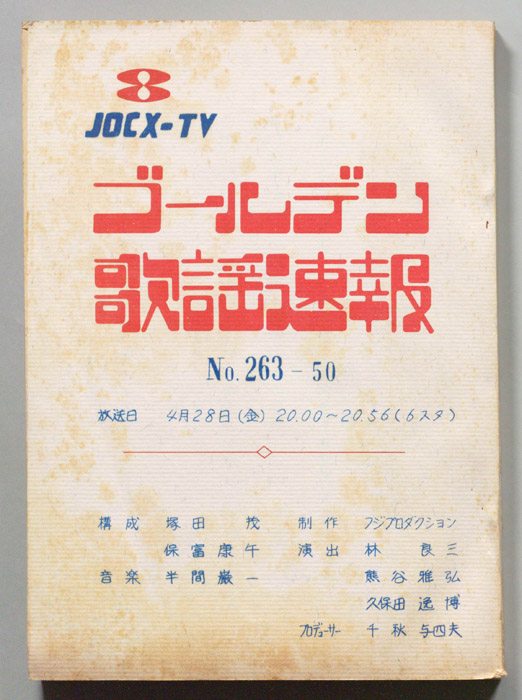 JOCX-TV
ゴールデン
歌謡速報
No. 263 - 50
放送日 4月28日(金) 20.00〜20.56(6スタ)
構成 塚田 茂 制作 フジプロダクション
保富康午 演出 林 良三
音楽 半間巌一 熊谷雅弘
久保田 逸博
プロデューサー 千秋与四夫